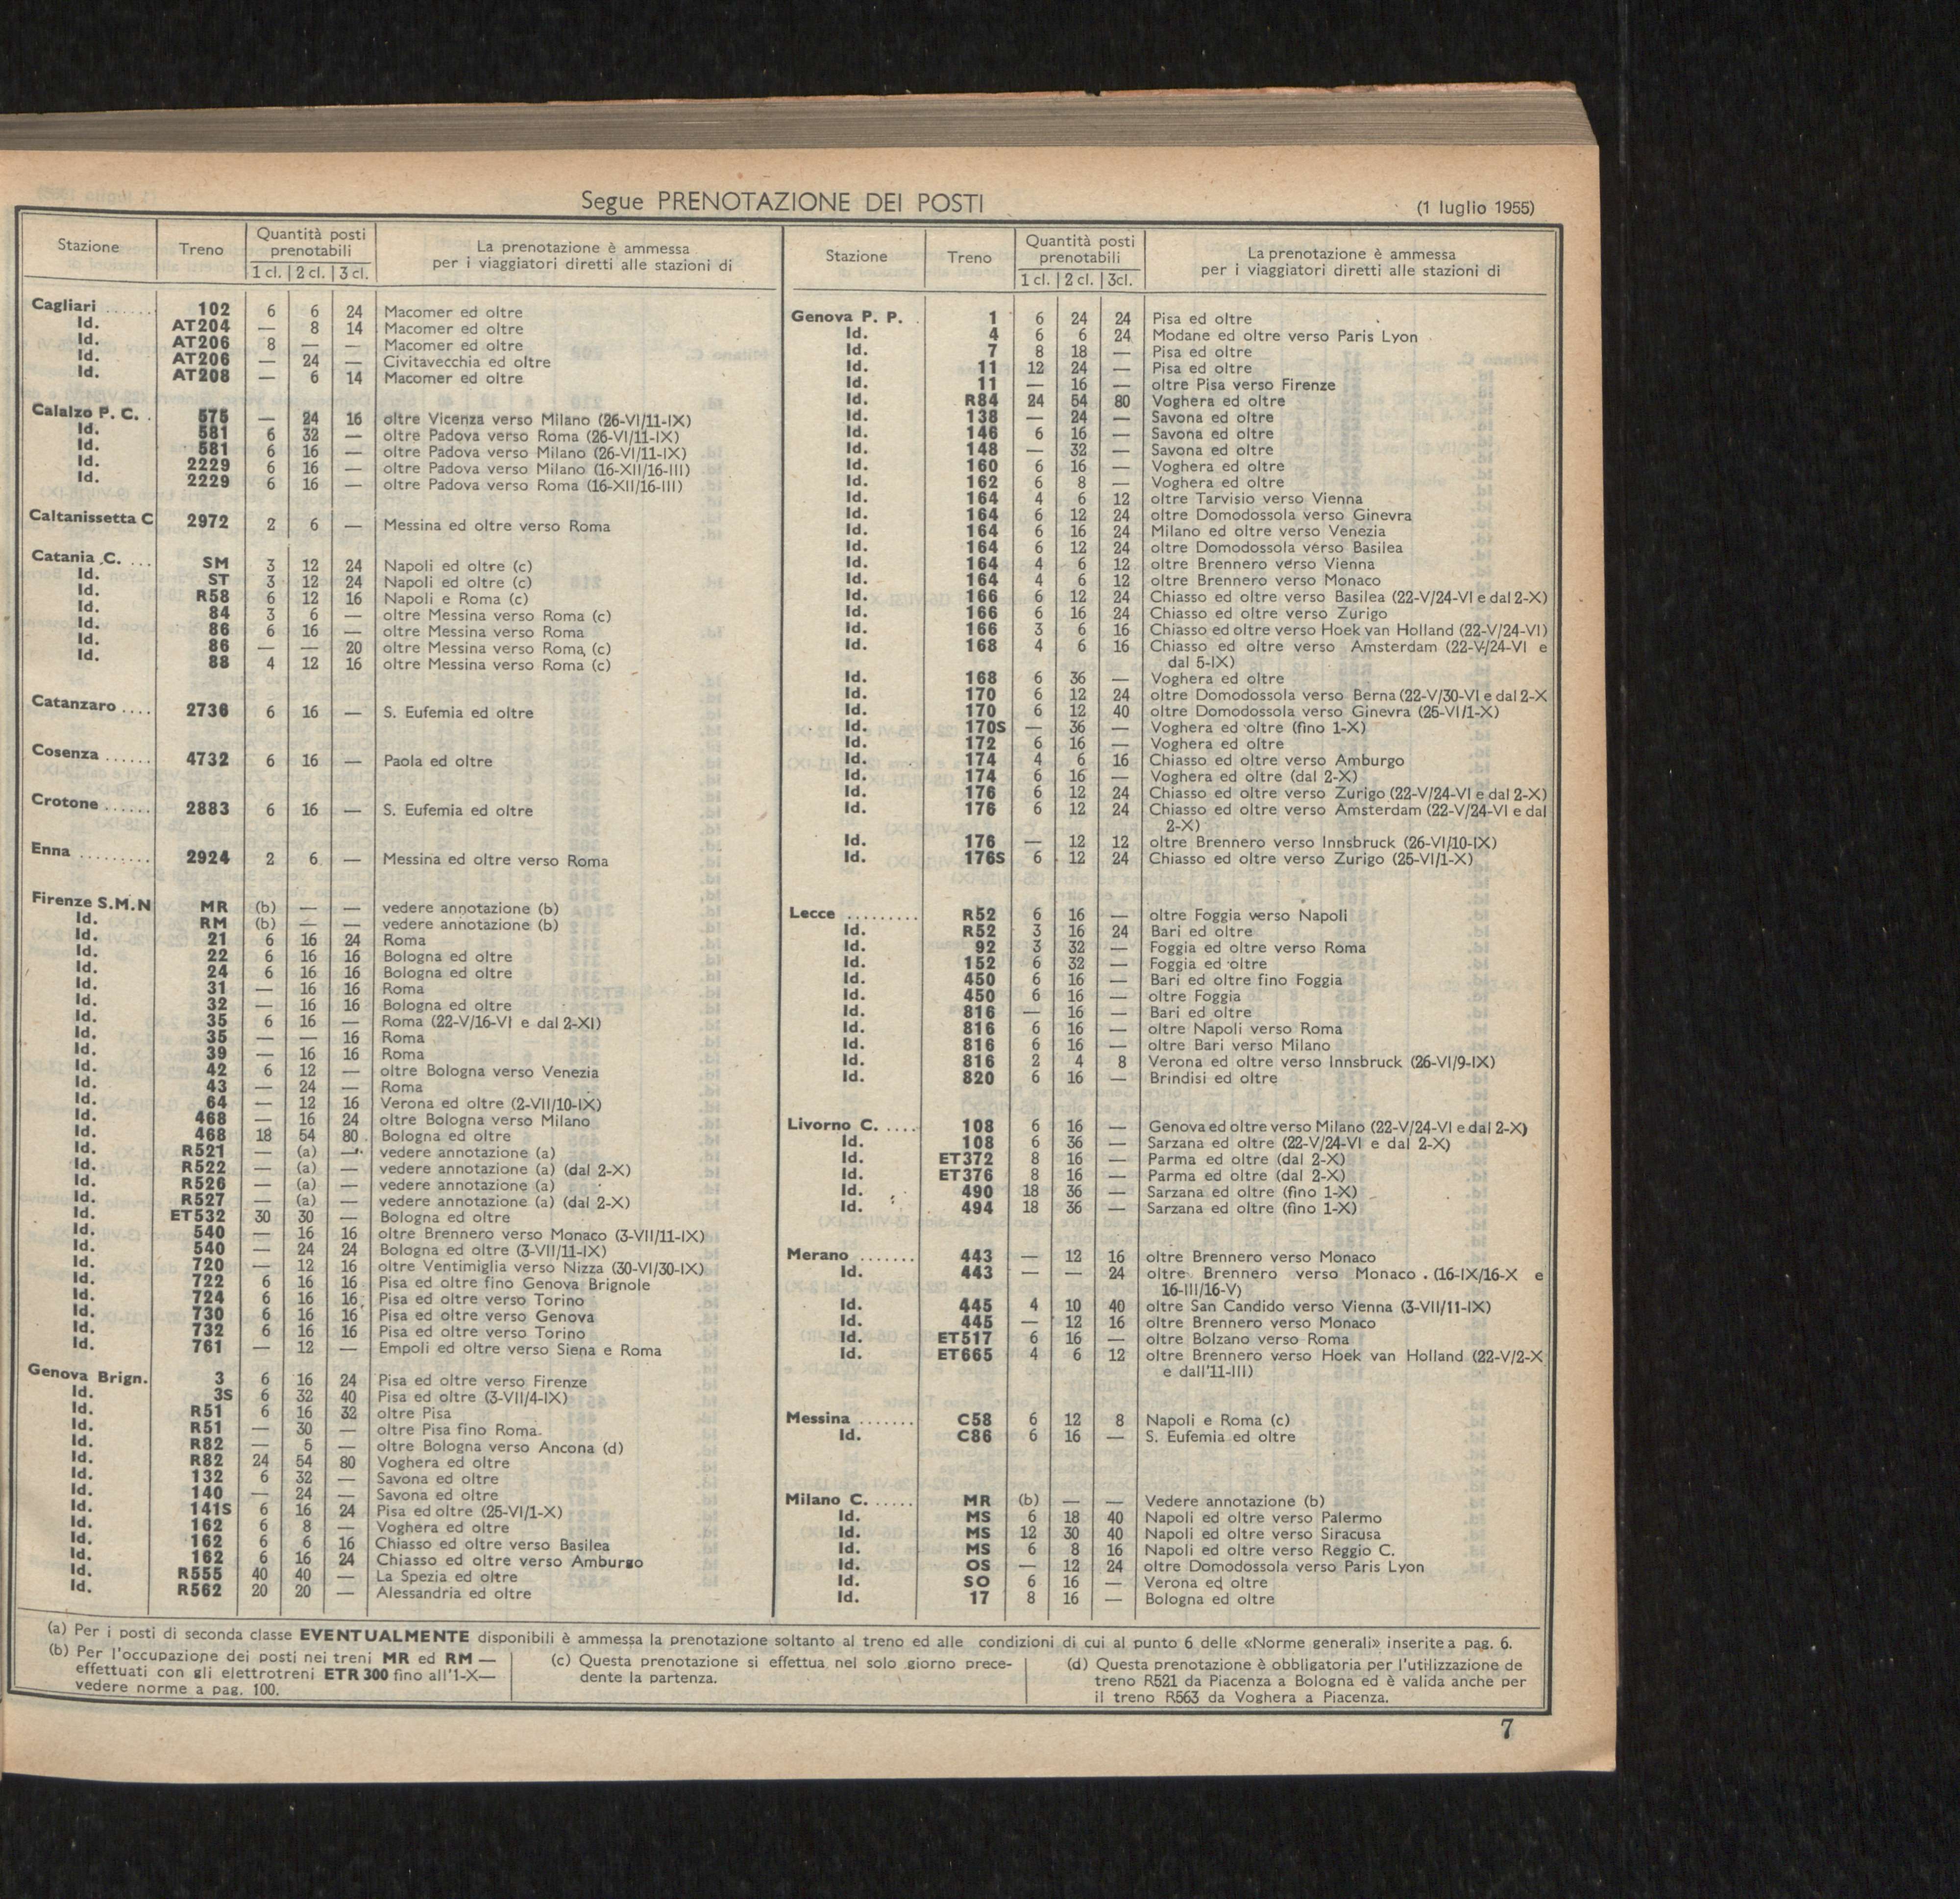 Segue PRENOTAZIONE DEI POSTI
(1 luglio 1955)
Stazione Treno Quantità posti prenotabili La prenotazione è ammessa per i viaggiatori diretti alle stazioni di
1 cl. 2 cl. 3 cl.
Cagliari ...... 102 6 6 24 Macomer ed oltre
Id. AT204 — 8 14 Macomer ed oltre
Id. AT206 8 — — Macomer ed oltre
Id. AT206 — 24 — Civitavecchia ed oltre
Id. AT208 — 6 14 Macomer ed oltre
Calalzo P. C. . 575 — 24 16 oltre Vicenza verso Milano (26-VI/11-IX)
Id. 581 6 32 — oltre Padova verso Roma (26-VI/11-IX)
Id. 581 6 16 — oltre Padova verso Milano (26-VI/11-IX)
Id. 2229 6 16 — oltre Padova verso Milano (16-XII/16-III)
Id. 2229 6 16 — oltre Padova verso Roma (16-XII/16-III)
Caltanissetta C 2972 2 6 — Messina ed oltre verso Roma
Catania C. ... SM 3 12 24 Napoli ed oltre (c)
Id. ST 3 12 24 Napoli ed oltre (c)
Id. R58 6 12 16 Napoli e Roma (c)
Id. 84 3 6 — oltre Messina verso Roma (c)
Id. 86 6 16 — oltre Messina verso Roma
Id. 86 — — 20 oltre Messina verso Roma, (c)
Id. 88 4 12 16 oltre Messina verso Roma (c)
Catanzaro .... 2736 6 16 — S. Eufemia ed oltre
Cosenza ...... 4732 6 16 — Paola ed oltre
Crotone ...... 2883 6 16 — S. Eufemia ed oltre
Enna ......... 2924 2 6 — Messina ed oltre verso Roma
Firenze S.M.N MR (b) — — vedere annotazione (b)
Id. RM (b) — — vedere annotazione (b)
Id. 21 6 16 24 Roma
Id. 22 6 16 16 Bologna ed oltre
Id. 24 6 16 16 Bologna ed oltre
Id. 31 — 16 16 Roma
Id. 32 — 16 16 Bologna ed oltre
Id. 35 6 16 — Roma (22-V/16-VI e dal 2-XI)
Id. 35 — — 16 Roma
Id. 39 — 16 16 Roma
Id. 42 6 12 — oltre Bologna verso Venezia
Id. 43 — 24 — Roma
Id. 64 — 12 16 Verona ed oltre (2-VII/10-IX)
Id. 468 — 16 24 oltre Bologna verso Milano
Id. 468 18 54 80 Bologna ed oltre
Id. R521 — (a) — vedere annotazione (a)
Id. R522 — (a) — vedere annotazione (a) (dal 2-X)
Id. R526 — (a) — vedere annotazione (a)
Id. R527 — (a) — vedere annotazione (a) (dal 2-X)
Id. ET532 30 30 — Bologna ed oltre
Id. 540 — 16 16 oltre Brennero verso Monaco (3-VII/11-IX)
Id. 540 — 24 24 Bologna ed oltre (3-VII/11-IX)
Id. 720 — 12 16 oltre Ventimiglia verso Nizza (30-VI/30-IX)
Id. 722 6 16 16 Pisa ed oltre fino Genova Brignole
Id. 724 6 16 16 Pisa ed oltre verso Torino
Id. 730 6 16 16 Pisa ed oltre verso Genova
Id. 732 6 16 16 Pisa ed oltre verso Torino
Id. 761 — 12 — Empoli ed oltre verso Siena e Roma
Genova Brign. 3 6 16 24 Pisa ed oltre verso Firenze
Id. 3S 6 32 40 Pisa ed oltre (3-VII/4-IX)
Id. R51 6 16 32 oltre Pisa
Id. R51 — 30 — oltre Pisa fino Roma
Id. R82 — 5 — oltre Bologna verso Ancona (d)
Id. R82 24 54 80 Voghera ed oltre
Id. 132 6 32 — Savona ed oltre
Id. 140 — 24 — Savona ed oltre
Id. 141S 6 16 24 Pisa ed oltre (25-VI/1-X)
Id. 162 6 8 — Voghera ed oltre
Id. 162 6 6 16 Chiasso ed oltre verso Basilea
Id. 162 6 16 24 Chiasso ed oltre verso Amburgo
Id. R555 40 40 — La Spezia ed oltre
Id. R562 20 20 — Alessandria ed oltre
Stazione Treno Quantità posti prenotabili La prenotazione è ammessa per i viaggiatori diretti alle stazioni di
1 cl. 2 cl. 3cl.
Genova P. P. . 1 6 24 24 Pisa ed oltre
Id. 4 6 6 24 Modane ed oltre verso Paris Lyon
Id. 7 8 18 — Pisa ed oltre
Id. 11 12 24 — Pisa ed oltre
Id. 11 — 16 — oltre Pisa verso Firenze
Id. R84 24 54 80 Voghera ed oltre
Id. 138 — 24 — Savona ed oltre
Id. 146 6 16 — Savona ed oltre
Id. 148 — 32 — Savona ed oltre
Id. 160 6 16 — Voghera ed oltre
Id. 162 6 8 — Voghera ed oltre
Id. 164 4 6 12 oltre Tarvisio verso Vienna
Id. 164 6 12 24 oltre Domodossola verso Ginevra
Id. 164 6 16 24 Milano ed oltre verso Venezia
Id. 164 6 12 24 oltre Domodossola verso Basilea
Id. 164 4 6 12 oltre Brennero verso Vienna
Id. 164 4 6 12 oltre Brennero verso Monaco
Id. 166 6 12 24 Chiasso ed oltre verso Basilea (22-V/24-VI e dal 2-X)
Id. 166 6 16 24 Chiasso ed oltre verso Zurigo
Id. 166 3 6 16 Chiasso ed oltre verso Hoek van Holland (22-V/24-VI)
Id. 168 4 6 16 Chiasso ed oltre verso Amsterdam (22-V/24-VI e
dal 5-IX)
Id. 168 6 36 — Voghera ed oltre
Id. 170 6 12 24 oltre Domodossola verso Berna (22-V/30-VI e dal 2-X
Id. 170 6 12 40 oltre Domodossola verso Ginevra (25-VI/1-X)
Id. 170S — 36 — Voghera ed oltre (fino 1-X)
Id. 172 6 16 — Voghera ed oltre
Id. 174 4 6 16 Chiasso ed oltre verso Amburgo
Id. 174 6 16 — Voghera ed oltre (dal 2-X)
Id. 176 6 12 24 Chiasso ed oltre verso Zurigo (22-V/24-VI e dal 2-X)
Id. 176 6 12 24 Chiasso ed oltre verso Amsterdam (22-V/24-VI e dal
2-X)
Id. 176 — 12 12 oltre Brennero verso Innsbruck (26-VI/10-IX)
Id. 176S 6 12 24 Chiasso ed oltre verso Zurigo (25-VI/1-X)
Lecce ......... R52 6 16 — oltre Foggia verso Napoli
Id. R52 3 16 24 Bari ed oltre
Id. 92 3 32 — Foggia ed oltre verso Roma
Id. 152 6 32 — Foggia ed oltre
Id. 450 6 16 — Bari ed oltre fino Foggia
Id. 450 6 16 — oltre Foggia
Id. 816 — 16 — Bari ed oltre
Id. 816 6 16 — oltre Napoli verso Roma
Id. 816 6 16 — oltre Bari verso Milano
Id. 816 2 4 8 Verona ed oltre verso Innsbruck (26-VI/9-IX)
Id. 820 6 16 — Brindisi ed oltre
Livorno C. .... 108 6 16 — Genova ed oltre verso Milano (22-V/24-VI e dal 2-X)
Id. 108 6 36 — Sarzana ed oltre (22-V/24-VI e dal 2-X)
Id. ET372 8 16 — Parma ed oltre (dal 2-X)
Id. ET376 8 16 — Parma ed oltre (dal 2-X)
Id. 490 18 36 — Sarzana ed oltre (fino 1-X)
Id. 494 18 36 — Sarzana ed oltre (fino 1-X)
Merano ....... 443 — 12 16 oltre Brennero verso Monaco
Id. 443 — — 24 oltre Brennero verso Monaco . (16-IX/16-X e
16-III/16-V)
Id. 445 4 10 40 oltre San Candido verso Vienna (3-VII/11-IX)
Id. 445 — 12 16 oltre Brennero verso Monaco
Id. ET517 6 16 — oltre Bolzano verso Roma
Id. ET665 4 6 12 oltre Brennero verso Hoek van Holland (22-V/2-X
e dall'11-III)
Messina ....... C58 6 12 8 Napoli e Roma (c)
Id. C86 6 16 — S. Eufemia ed oltre
Milano C. ...... MR (b) — — Vedere annotazione (b)
Id. MS 6 18 40 Napoli ed oltre verso Palermo
Id. MS 12 30 40 Napoli ed oltre verso Siracusa
Id. MS 6 8 16 Napoli ed oltre verso Reggio C.
Id. OS — 12 24 oltre Domodossola verso Paris Lyon
Id. SO 6 16 — Verona ed oltre
Id. 17 8 16 — Bologna ed oltre
(a) Per i posti di seconda classe EVENTUALMENTE disponibili è ammessa la prenotazione soltanto al treno ed alle condizioni di cui al punto 6 delle «Norme generali» inserite a pag. 6.
(b) Per l'occupazione dei posti nei treni MR ed RM —
effettuati con gli elettrotreni ETR 300 fino all'1-X—
vedere norme a pag. 100.
(c) Questa prenotazione si effettua nel solo giorno prece-
dente la partenza.
(d) Questa prenotazione è obbligatoria per l'utilizzazione de
treno R521 da Piacenza a Bologna ed è valida anche per
il treno R563 da Voghera a Piacenza.
7